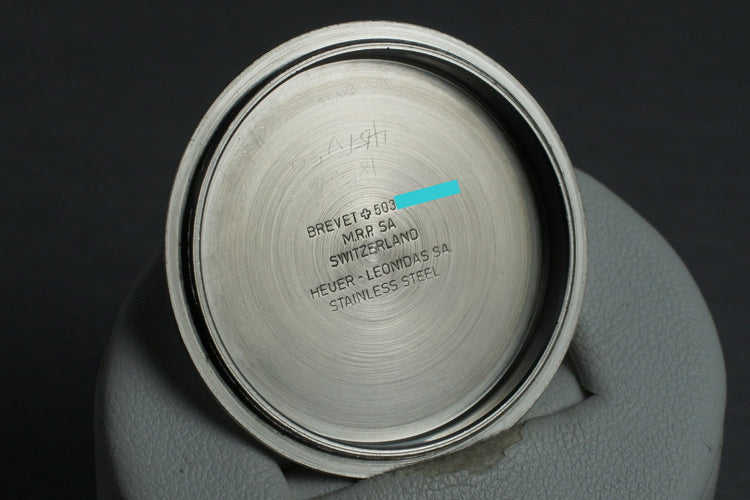 BREVET ✚ 503
M.R.P. SA
SWITZERLAND
HEUER - LEONIDAS SA.
STAINLESS STEEL